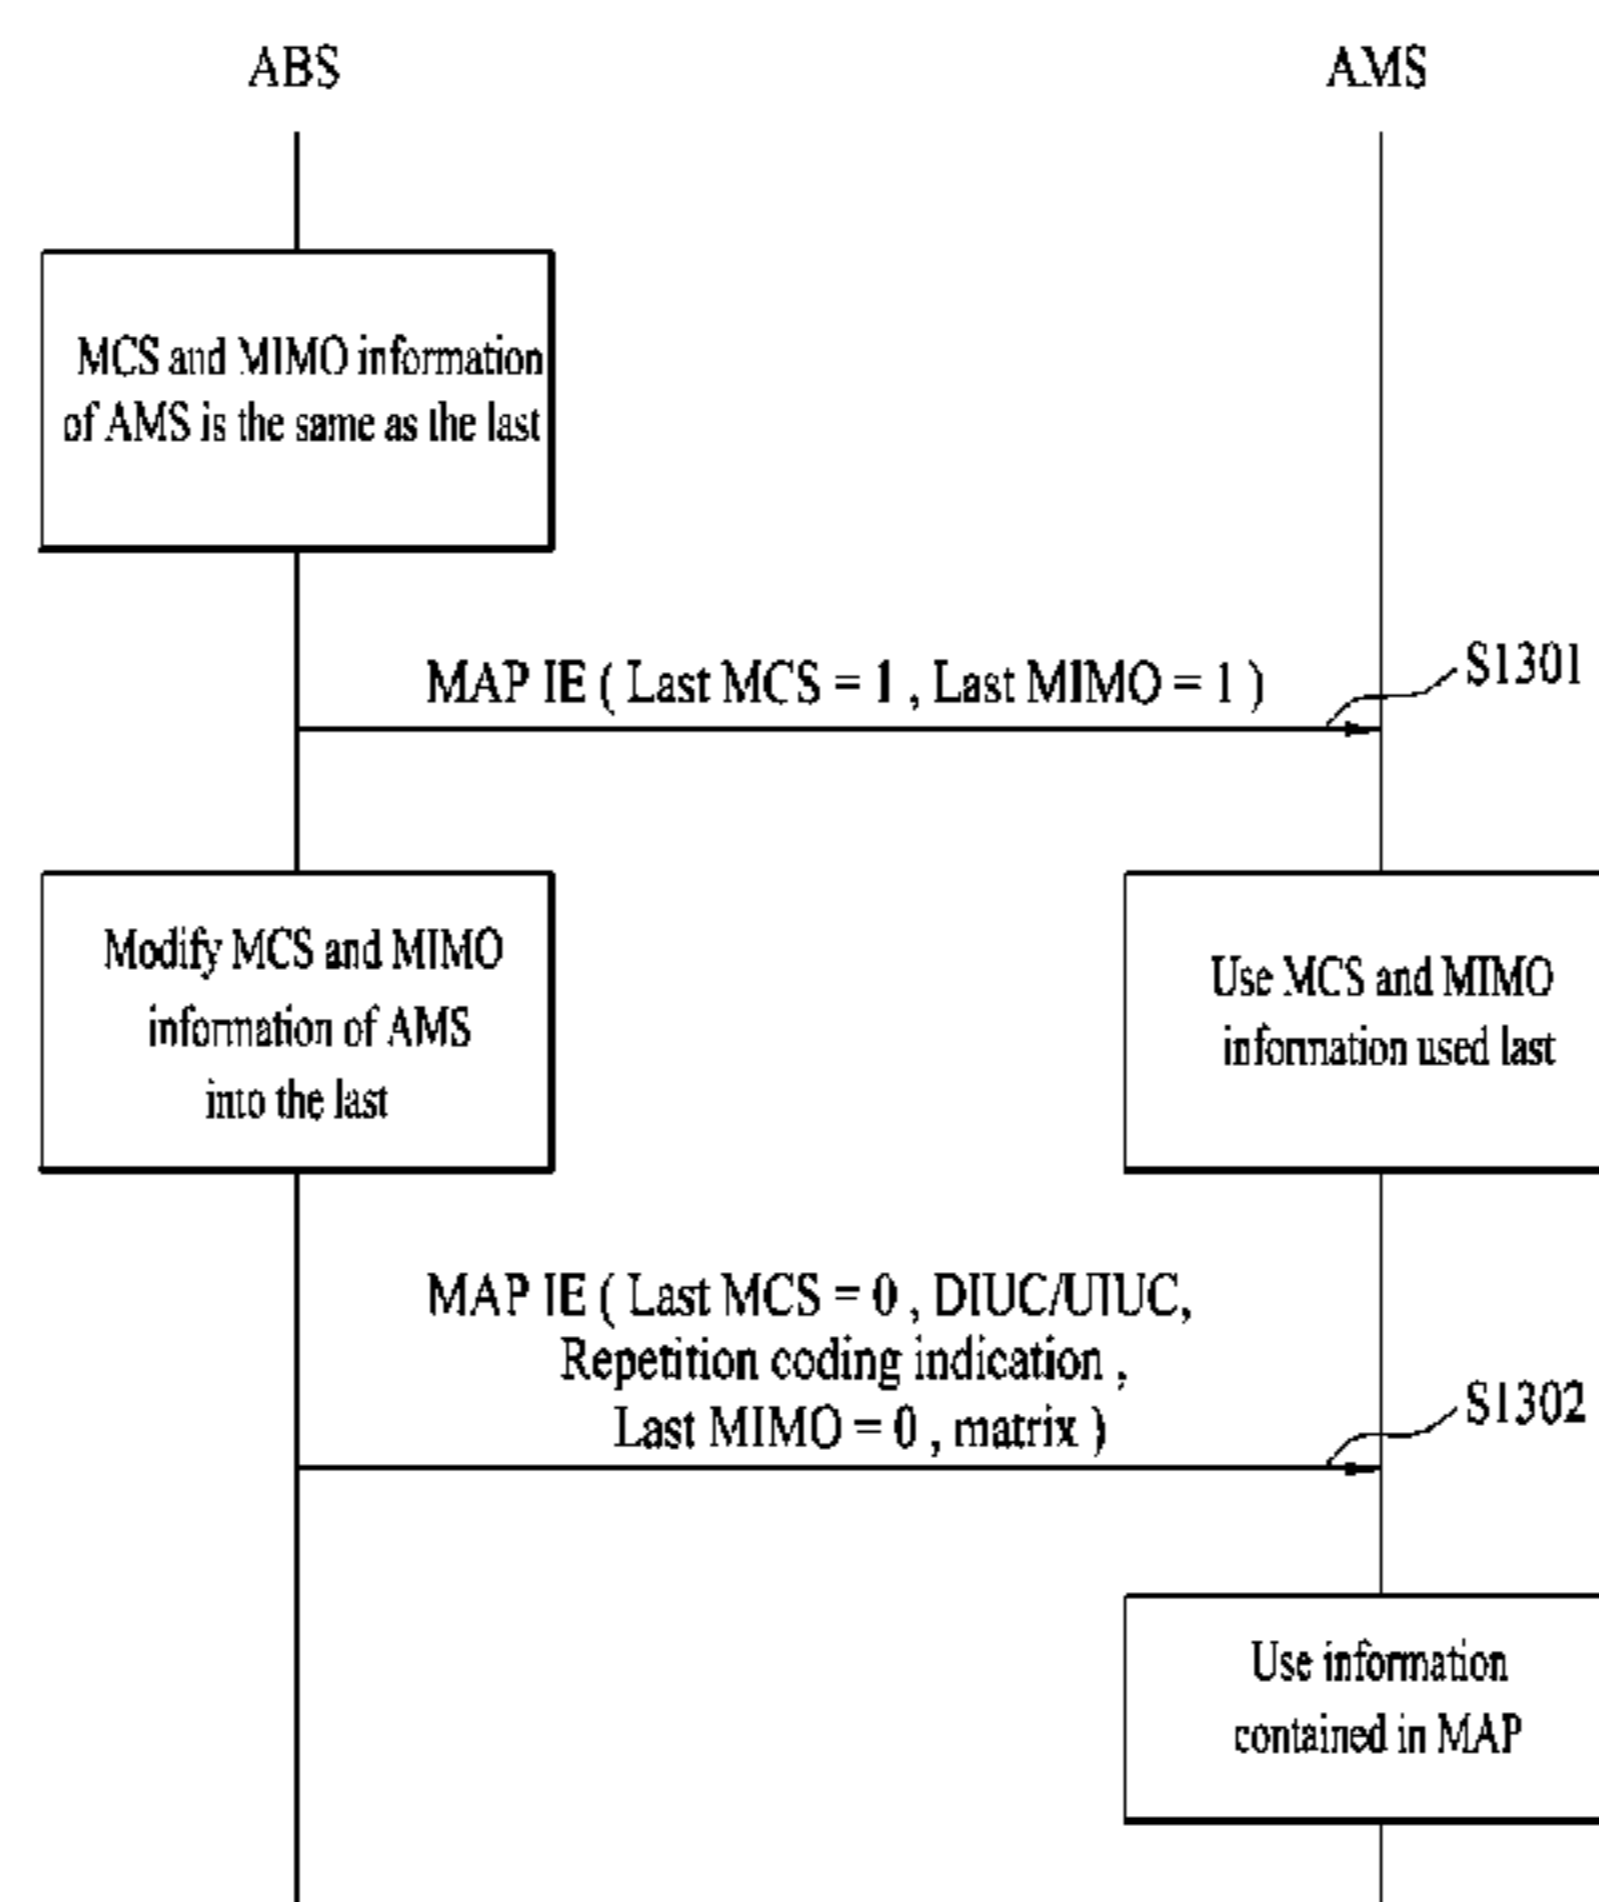 ABS
AMS
MCS and MIMO information
of AMS is the same as the last
MAP IE ( Last MCS = 1 , Last MIMO = 1 )
S1301
Modify MCS and MIMO
information of AMS
into the last
Use MCS and MIMO
information used last
MAP IE ( Last MCS = 0 , DIUC/UIUC,
Repetition coding indication ,
Last MIMO = 0 , matrix )
S1302
Use information
contained in MAP